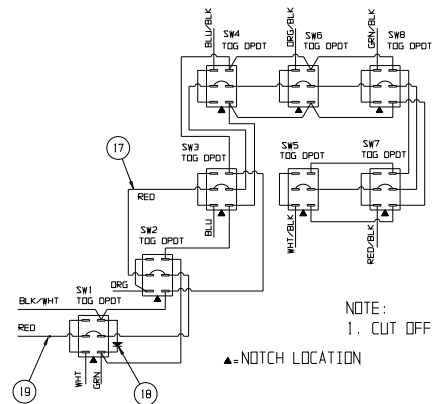 BLU/BLK
ORG/BLK
GRN/BLK
SW4
TOG DPDT
SW6
TOG DPDT
SW8
TOG DPDT
SW3
TOG DPDT
SW5
TOG DPDT
SW7
TOG DPDT
17
RED
BLU
WHT/BLK
RED/BLK
SW2
TOG DPDT
ORG
SW1
TOG DPDT
BLK/WHT
RED
NOTE:
1. CUT OFF
▲=NOTCH LOCATION
WHT
GRN
19
18